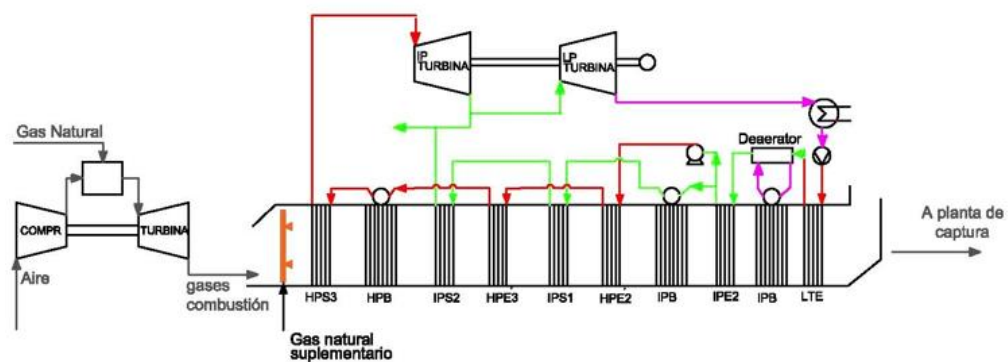 IP
TURBINA
LP
TURBINA
Gas Natural
Deaerator
COMPR
TURBINA
Aire
gases
combustión
A planta de
captura
HPS3
HPB
IPS2
HPE3
IPS1
HPE2
IPB
IPE2
IPB
LTE
Gas natural
suplementario